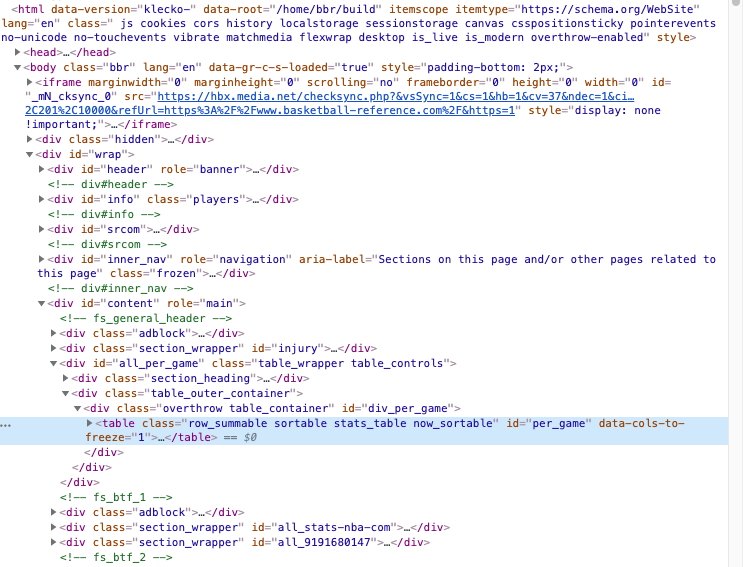 <html data-version="klecko-" data-root="/home/bbr/build" itemscope itemtype="https://schema.org/WebSite"
lang="en" class=" js cookies cors history localstorage sessionstorage canvas csspositionsticky pointerevents
no-unicode no-touchevents vibrate matchmedia flexwrap desktop is_live is_modern overthrow-enabled" style>
▶<head>…</head>
▼<body class="bbr" lang="en" data-gr-c-s-loaded="true" style="padding-bottom: 2px;">
▶<iframe marginwidth="0" marginheight="0" scrolling="no" frameborder="0" height="0" width="0" id=
"_mN_cksync_0" src="https://hbx.media.net/checksync.php?&vsSync=1&cs=1&hb=1&cv=37&ndec=1&ci…
2C201%2C10000&refUrl=https%3A%2F%2Fwww.basketball-reference.com%2F&https=1" style="display: none
!important;">…</iframe>
▶<div class="hidden">…</div>
▼<div id="wrap">
▶<div id="header" role="banner">…</div>
<!-- div#header -->
▶<div id="info" class="players">…</div>
<!-- div#info -->
▶<div id="srcom">…</div>
<!-- div#srcom -->
▶<div id="inner_nav" role="navigation" aria-label="Sections on this page and/or other pages related to
this page" class="frozen">…</div>
<!-- div#inner_nav -->
▼<div id="content" role="main">
<!-- fs_general_header -->
▶<div class="adblock">…</div>
▶<div class="section_wrapper" id="injury">…</div>
▼<div id="all_per_game" class="table_wrapper table_controls">
▶<div class="section_heading">…</div>
▼<div class="table_outer_container">
▼<div class="overthrow table_container" id="div_per_game">
… ▶<table class="row_summable sortable stats_table now_sortable" id="per_game" data-cols-to-
freeze="1">…</table> == $0
</div>
</div>
</div>
<!-- fs_btf_1 -->
▶<div class="adblock">…</div>
▶<div class="section_wrapper" id="all_stats-nba-com">…</div>
▶<div class="section_wrapper" id="all_9191680147">…</div>
<!-- fs_btf_2 -->